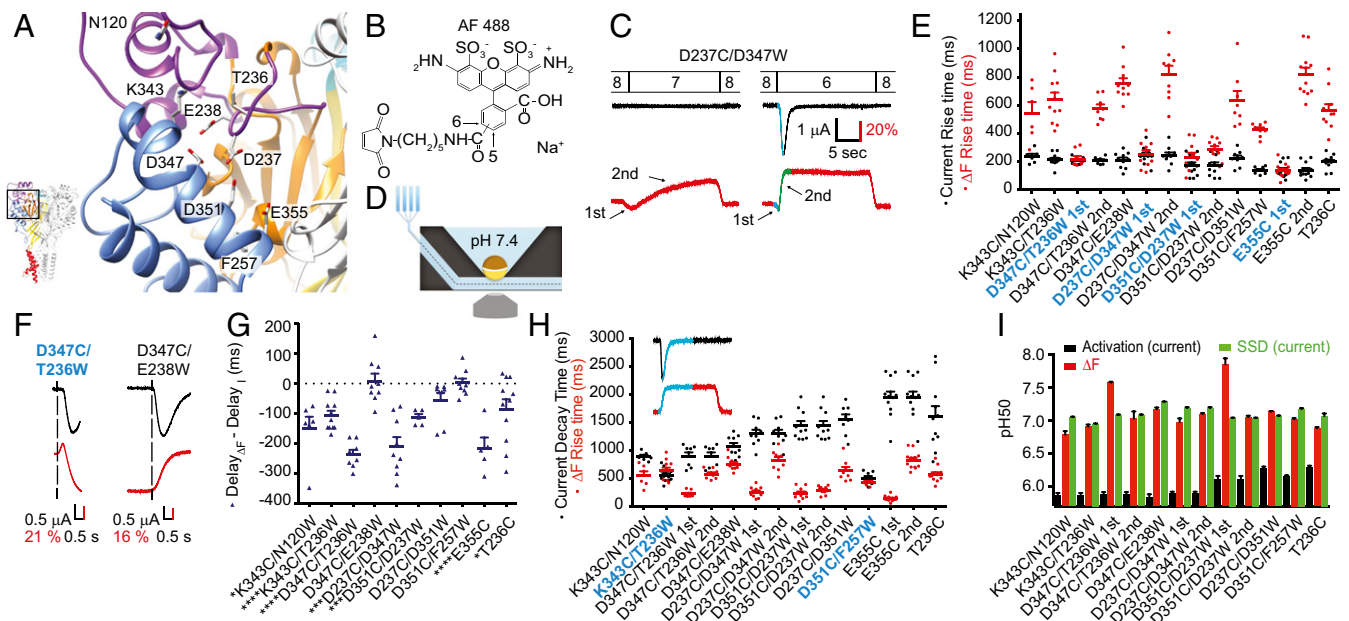 A
N120
T236
K343
E238
D347
D237
D351
E355
F257
B
AF 488
SO3-
SO3-
H2N
O
NH2+
C-OH
O
6
5
N-(CH2)5NH-C
O
O
O
Na+
D
pH 7.4
C
D237C/D347W
8 7 8
8 6 8
1 µA
20%
5 sec
2nd
1st
2nd
1st
E
• Current Rise time (ms)
• ΔF Rise time (ms)
1200
1000
800
600
400
200
0
K343C/N120W
K343C/T236W
D347C/T236W 1st
D347C/T236W 2nd
D347C/E238W
D237C/D347W 1st
D237C/D347W 2nd
D351C/D237W 1st
D351C/D237W 2nd
D237C/D351W
D351C/F257W
E355C 1st
E355C 2nd
T236C
F
D347C/
T236W
D347C/
E238W
0.5 µA
21 % 0.5 s
0.5 µA
16 % 0.5 s
G
▲ Delay ΔF - Delay I (ms)
200
100
0
-100
-200
-300
-400
*K343C/N120W
****K343C/T236W
****D347C/T236W
D347C/E238W
****D237C/D347W
***D351C/D237W
***D237C/D351W
D351C/F257W
****E355C
*T236C
H
• Current Decay Time (ms)
• ΔF Rise time (ms)
3000
2500
2000
1500
1000
500
0
K343C/N120W
K343C/T236W
D347C/T236W 1st
D347C/T236W 2nd
D347C/E238W
D237C/D347W 1st
D237C/D347W 2nd
D351C/D237W 1st
D351C/D237W 2nd
D237C/D351W
D351C/F257W
E355C 1st
E355C 2nd
T236C
I
Activation (current)
SSD (current)
ΔF
pH50
8.0
7.5
7.0
6.5
6.0
K343C/N120W
K343C/T236W
D347C/T236W 1st
D347C/T236W 2nd
D347C/E238W
D237C/D347W 1st
D237C/D347W 2nd
D351C/D237W 1st
D351C/D237W 2nd
D237C/D351W
D351C/F257W
T236C